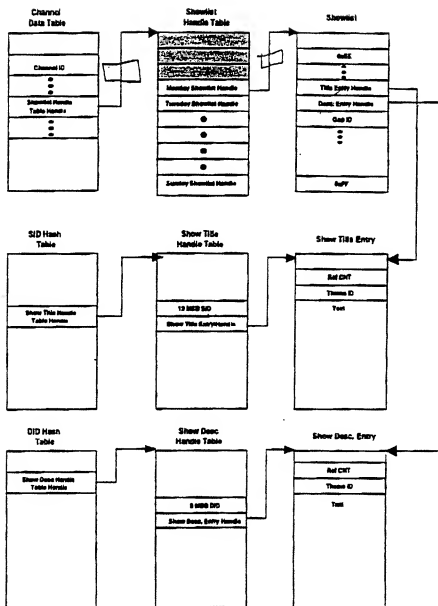 Channel
Data Table
Channel ID
Showlist Handle
Table Handle
Showlist
Handle Table
Monday Showlist Handle
Tuesday Showlist Handle
Sunday Showlist Handle
Showlist
Title Entry Handle
Desc. Entry Handle
Gap ID
0xFF
SID Hash
Table
Show Title Handle
Table Handle
Show Title
Handle Table
13 MSB SID
Show Title Entry Handle
Show Title Entry
Ref CNT
Theme ID
Text
DID Hash
Table
Show Desc Handle
Table Handle
Show Desc
Handle Table
DID
Show Desc. Entry Handle
Show Desc. Entry
Ref CNT
Theme ID
Text